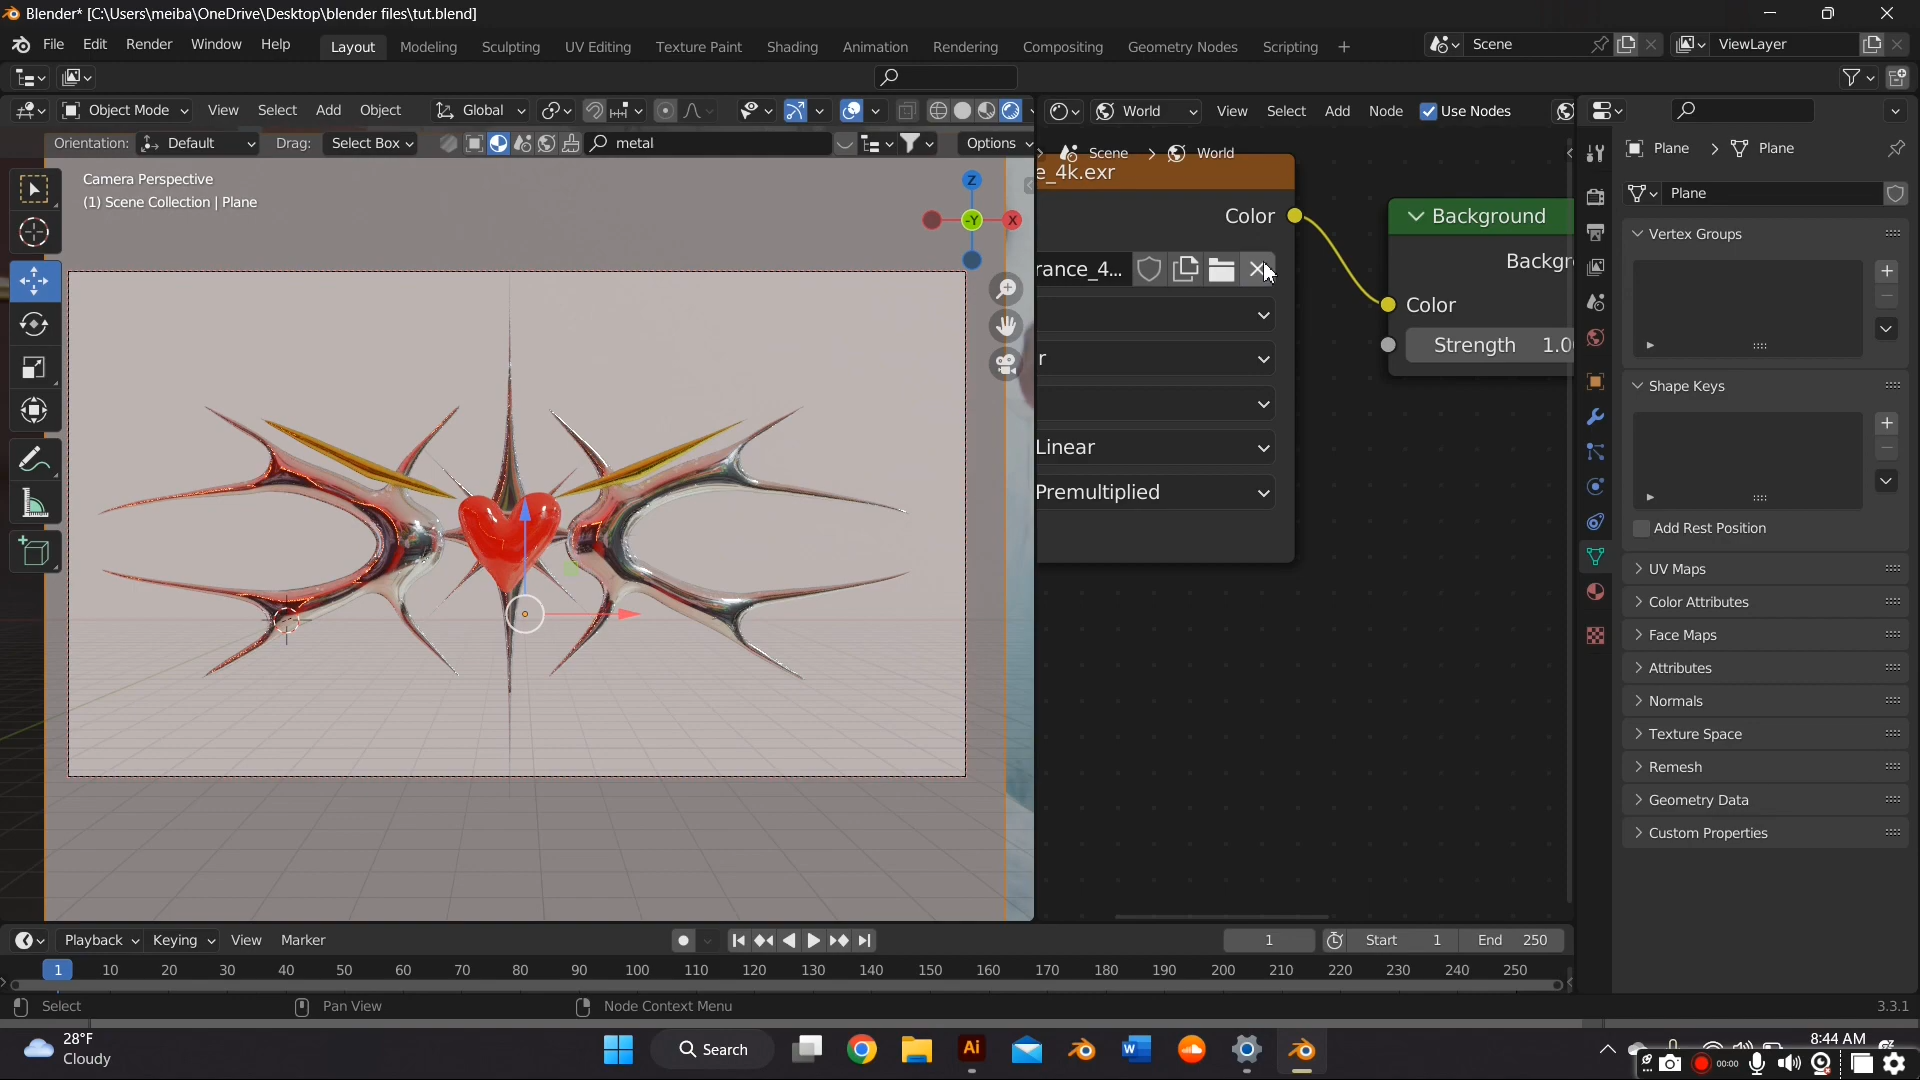 Blender* [C:\Users\meiba\OneDrive\Desktop\blender files\tut.blend]
File Edit Render Window Help Layout Modeling Sculpting UV Editing Texture Paint Shading Animation Rendering Compositing Geometry Nodes Scripting + Scene ViewLayer
Object Mode View Select Add Object Global World View Select Add Node Use Nodes
Orientation: Default Drag: Select Box metal Options
Scene > World
Plane > Plane
Camera Perspective
(1) Scene Collection | Plane
Z
-Y X
e_4k.exr
Color
Background
Plane
Vertex Groups
Backgr
rance_4...
Color
r
Strength 1.0
Shape Keys
Linear
Premultiplied
Add Rest Position
UV Maps
Color Attributes
Face Maps
Attributes
Normals
Texture Space
Remesh
Geometry Data
Custom Properties
Playback Keying View Marker 1 Start 1 End 250
1 10 20 30 40 50 60 70 80 90 100 110 120 130 140 150 160 170 180 190 200 210 220 230 240 250
Select Pan View Node Context Menu 3.3.1
28°F
Cloudy
Search
Ai
W
8:44 AM
00:00